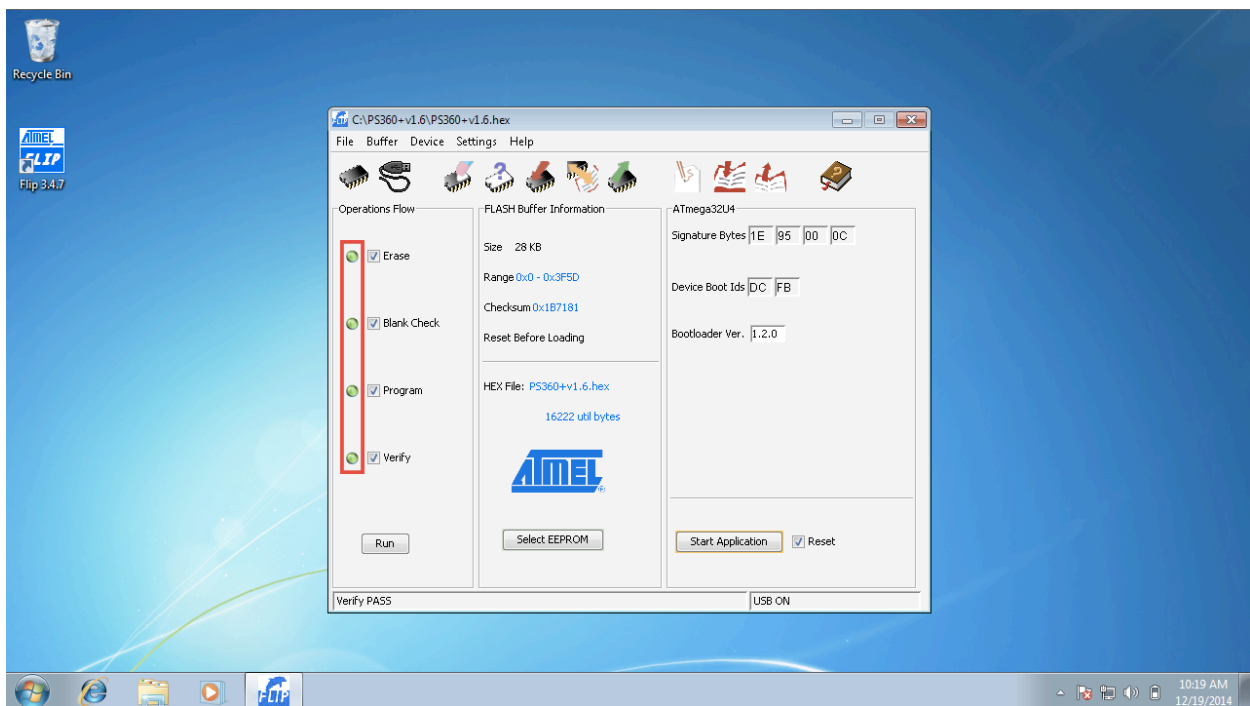 Recycle Bin
ATMEL
FLIP
Flip 3.4.7
C:\PS360+v1.6\PS360+v1.6.hex
File Buffer Device Settings Help
Operations Flow
Erase
Blank Check
Program
Verify
Run
FLASH Buffer Information
Size 28 KB
Range 0x0 - 0x3F5D
Checksum 0x1B7181
Reset Before Loading
HEX File: PS360+v1.6.hex
16222 util bytes
ATMEL
Select EEPROM
ATmega32U4
Signature Bytes 1E 95 00 0C
Device Boot Ids DC FB
Bootloader Ver. 1.2.0
Start Application Reset
Verify PASS
USB ON
FLIP
10:19 AM
12/19/2014